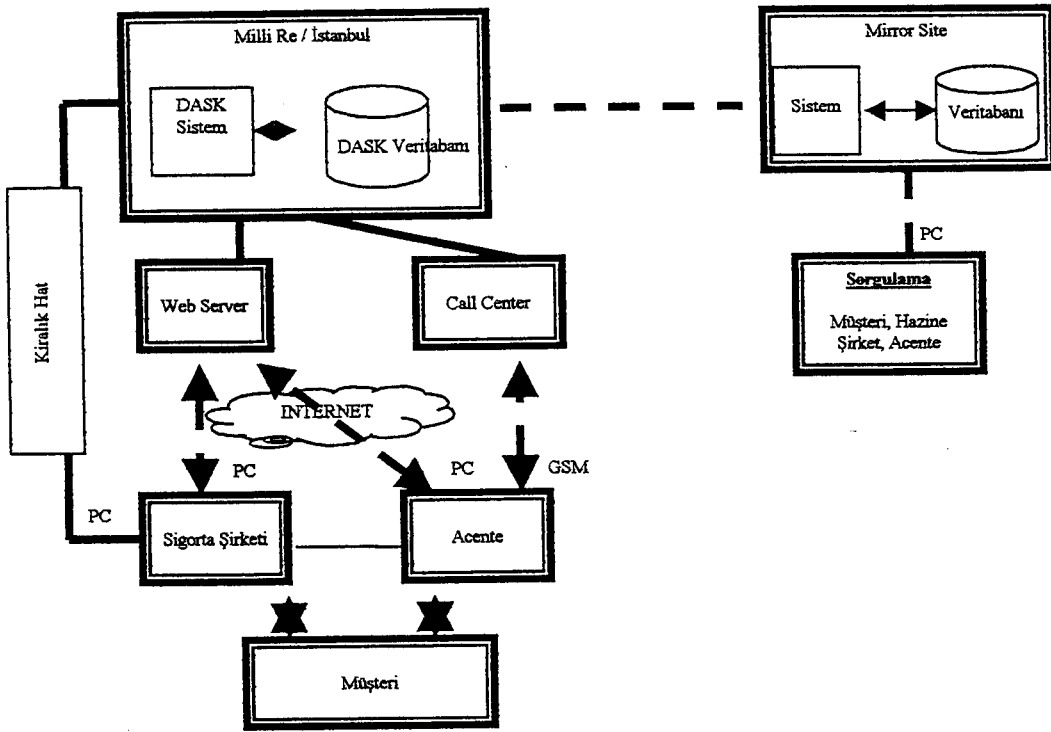 Milli Re / İstanbul
DASK
Sistem
DASK Veritabanı
Mirror Site
Sistem
Veritabanı
PC
Sorgulama
Müşteri, Hazine
Şirket, Acente
Kiralık Hat
Web Server
Call Center
INTERNET
PC
PC
GSM
PC
Sigorta Şirketi
Acente
Müşteri